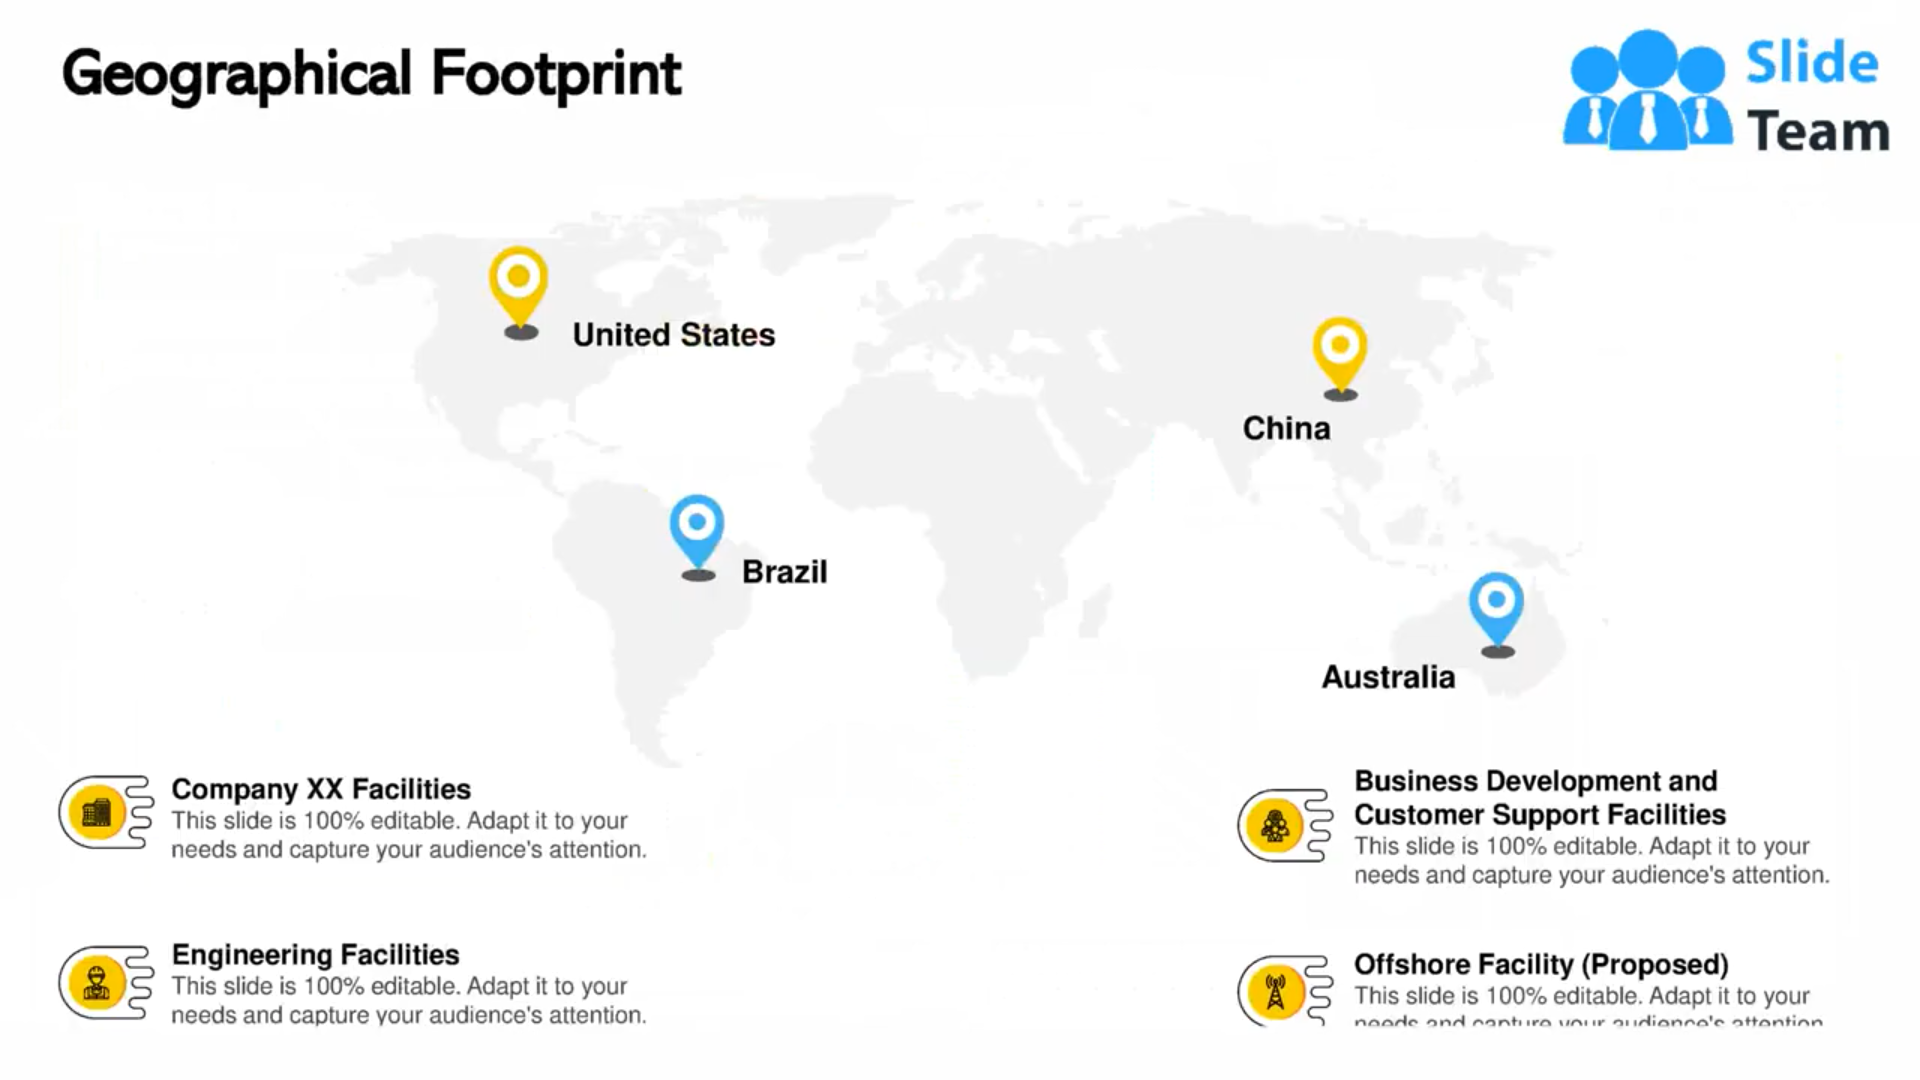 Geographical Footprint
Slide
Team
United States
China
Brazil
Australia
Company XX Facilities
This slide is 100% editable. Adapt it to your
needs and capture your audience's attention.
Business Development and
Customer Support Facilities
This slide is 100% editable. Adapt it to your
needs and capture your audience's attention.
Engineering Facilities
This slide is 100% editable. Adapt it to your
needs and capture your audience's attention.
Offshore Facility (Proposed)
This slide is 100% editable. Adapt it to your
needs and capture your audience's attention